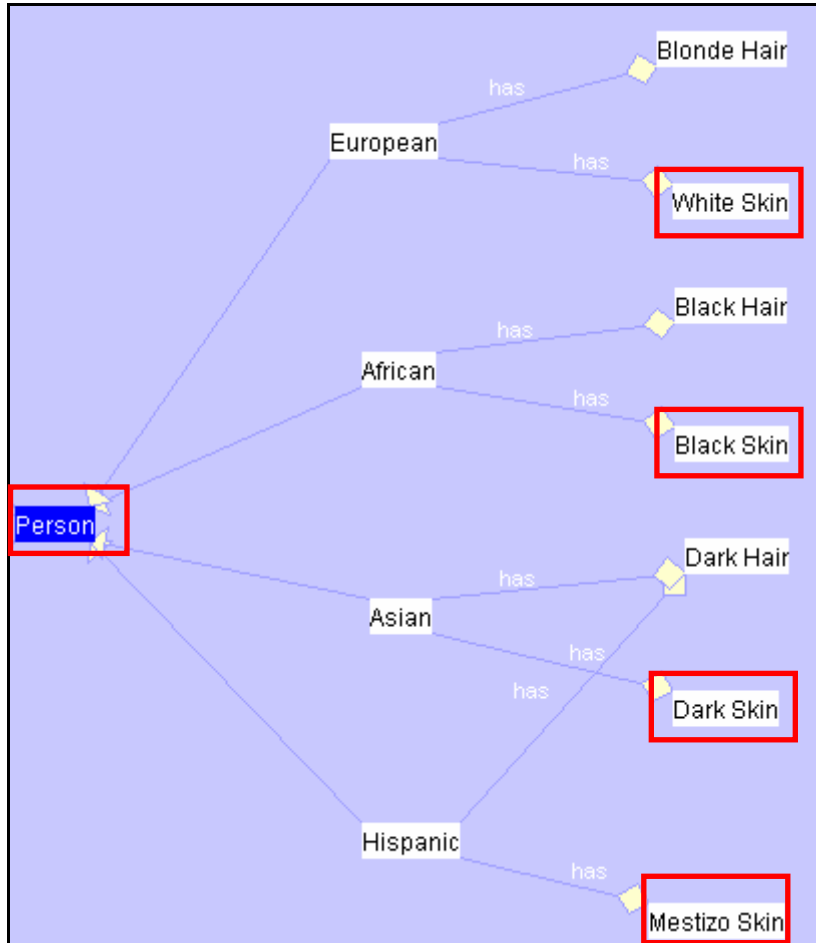 Blonde Hair
has
European
has
White Skin
Black Hair
has
African
has
Black Skin
Person
Dark Hair
has
Asian
has
Dark Skin
has
Hispanic
has
Mestizo Skin